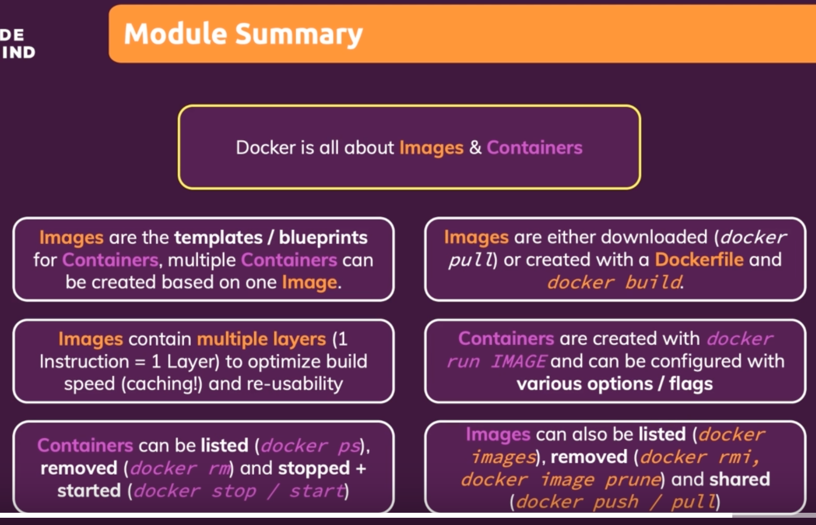 DE
IND
Module Summary
Docker is all about Images & Containers
Images are the templates / blueprints
for Containers, multiple Containers can
be created based on one Image.
Images are either downloaded (docker
pull) or created with a Dockerfile and
docker build.
Images contain multiple layers (1
Instruction = 1 Layer) to optimize build
speed (caching!) and re-usability
Containers are created with docker
run IMAGE and can be configured with
various options / flags
Containers can be listed (docker ps),
removed (docker rm) and stopped +
started (docker stop / start)
Images can also be listed (docker
images), removed (docker rmi,
docker image prune) and shared
(docker push / pull)